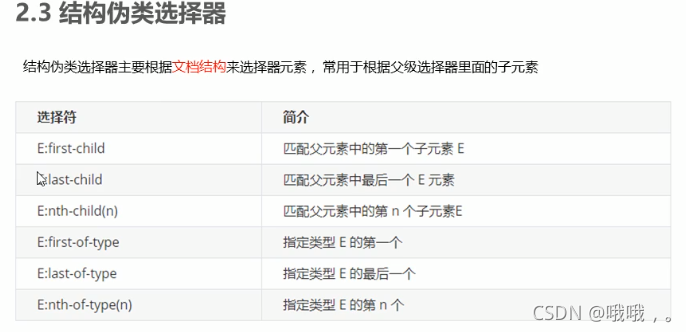 2.3 结构伪类选择器
结构伪类选择器主要根据文档结构来选择器元素，常用于根据父级选择器里面的子元素
选择符 简介
E:first-child 匹配父元素中的第一个子元素 E
E:last-child 匹配父元素中最后一个 E 元素
E:nth-child(n) 匹配父元素中的第 n 个子元素E
E:first-of-type 指定类型 E 的第一个
E:last-of-type 指定类型 E 的最后一个
E:nth-of-type(n) 指定类型 E 的第 n 个
CSDN @哦哦，。